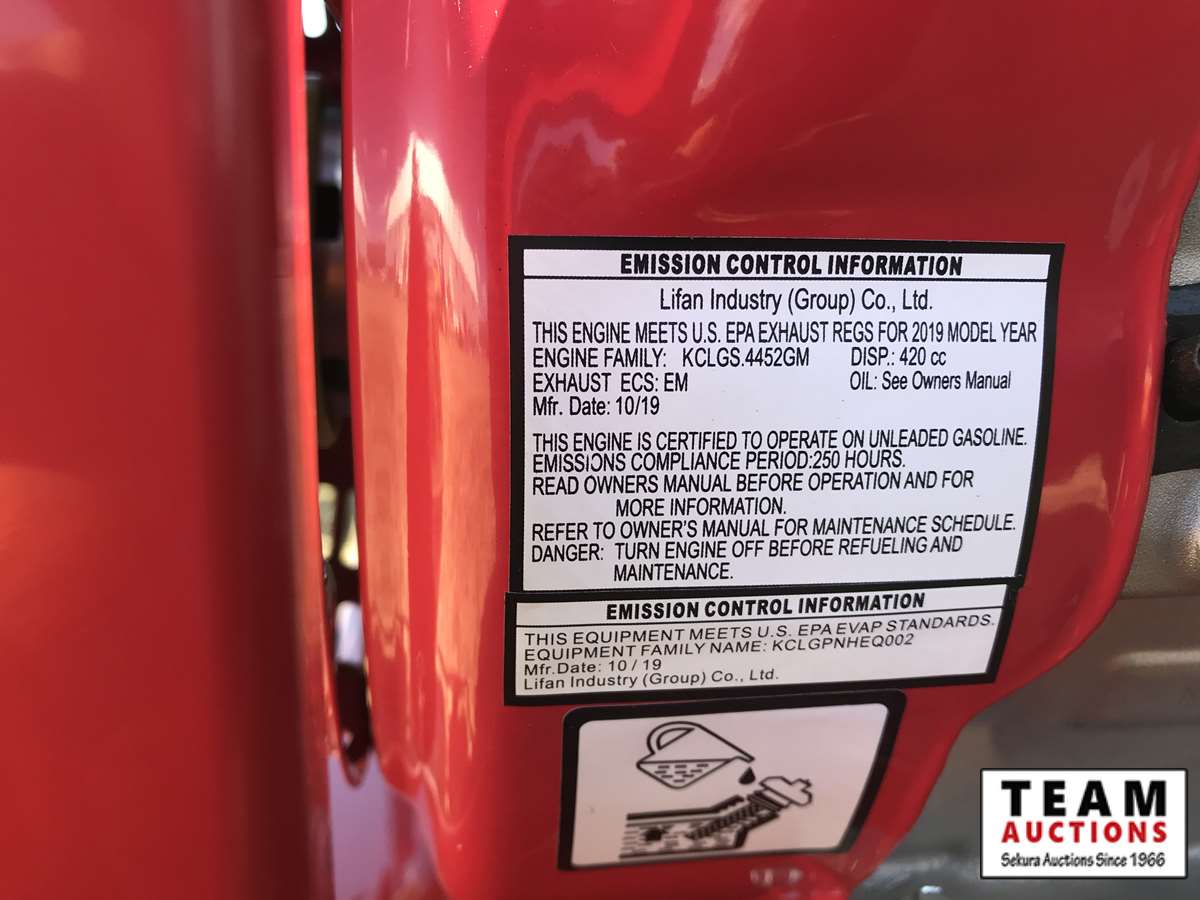 EMISSION CONTROL INFORMATION
Lifan Industry (Group) Co., Ltd.
THIS ENGINE MEETS U.S. EPA EXHAUST REGS FOR 2019 MODEL YEAR
ENGINE FAMILY: KCLGS.4452GM DISP.: 420 cc
EXHAUST ECS: EM OIL: See Owners Manual
Mfr. Date: 10/19
THIS ENGINE IS CERTIFIED TO OPERATE ON UNLEADED GASOLINE.
EMISSIONS COMPLIANCE PERIOD:250 HOURS.
READ OWNERS MANUAL BEFORE OPERATION AND FOR
MORE INFORMATION.
REFER TO OWNER'S MANUAL FOR MAINTENANCE SCHEDULE.
DANGER: TURN ENGINE OFF BEFORE REFUELING AND
MAINTENANCE.
EMISSION CONTROL INFORMATION
THIS EQUIPMENT MEETS U.S. EPA EVAP STANDARDS.
EQUIPMENT FAMILY NAME: KCLGPNHEQ002
Mfr.Date: 10 / 19
Lifan Industry (Group) Co., Ltd.
TEAM
AUCTIONS
Sekura Auctions Since 1966